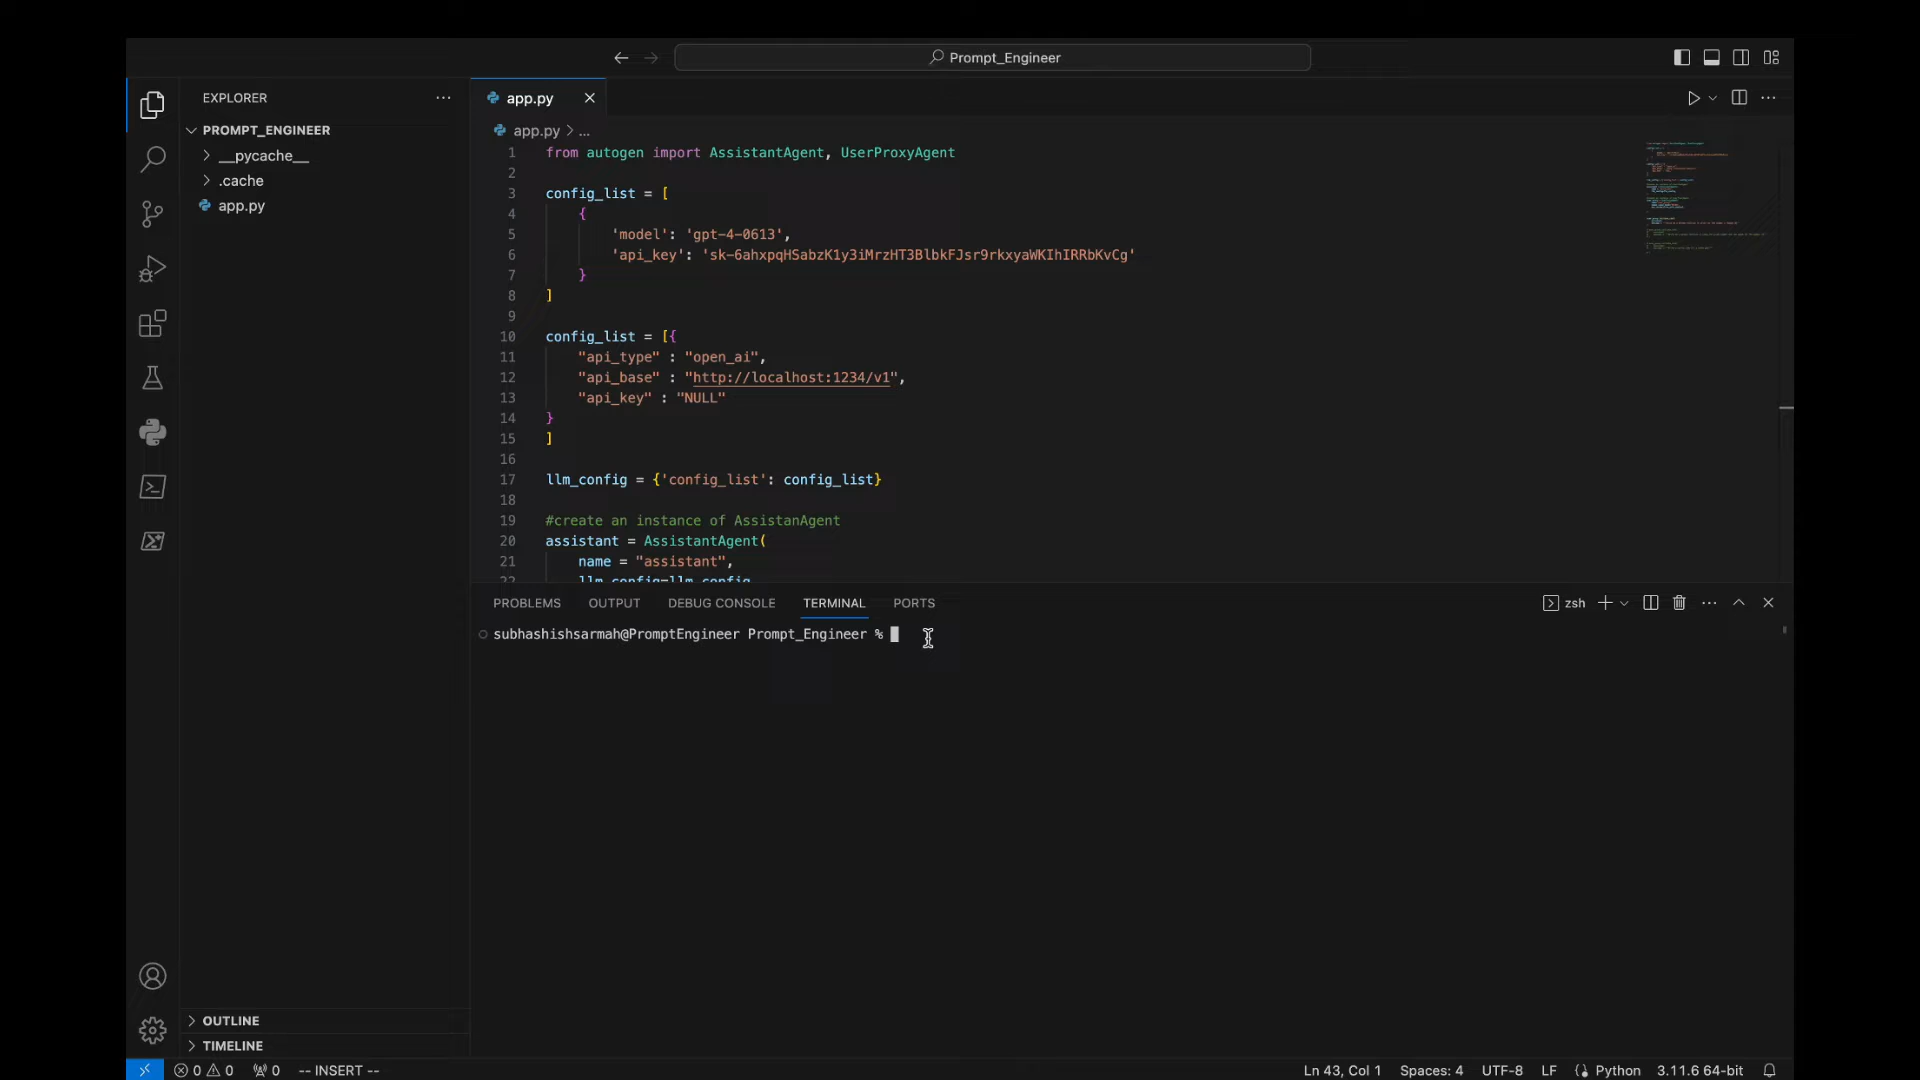 Prompt_Engineer
EXPLORER
PROMPT_ENGINEER
__pycache__
.cache
app.py
app.py
app.py > ...
1 from autogen import AssistantAgent, UserProxyAgent
2
3 config_list = [
4 {
5 'model': 'gpt-4-0613',
6 'api_key': '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'
7 }
8 ]
9
10 config_list = [{
11 "api_type" : "open_ai",
12 "api_base" : "http://localhost:1234/v1",
13 "api_key" : "NULL"
14 }
15 ]
16
17 llm_config = {'config_list': config_list}
18
19 #create an instance of AssistanAgent
20 assistant = AssistantAgent(
21 name = "assistant",
22 llm_config=llm_config
PROBLEMS OUTPUT DEBUG CONSOLE TERMINAL PORTS
zsh
subhashishsarmah@PromptEngineer Prompt_Engineer %
OUTLINE
TIMELINE
0 0 0 -- INSERT -- Ln 43, Col 1 Spaces: 4 UTF-8 LF Python 3.11.6 64-bit